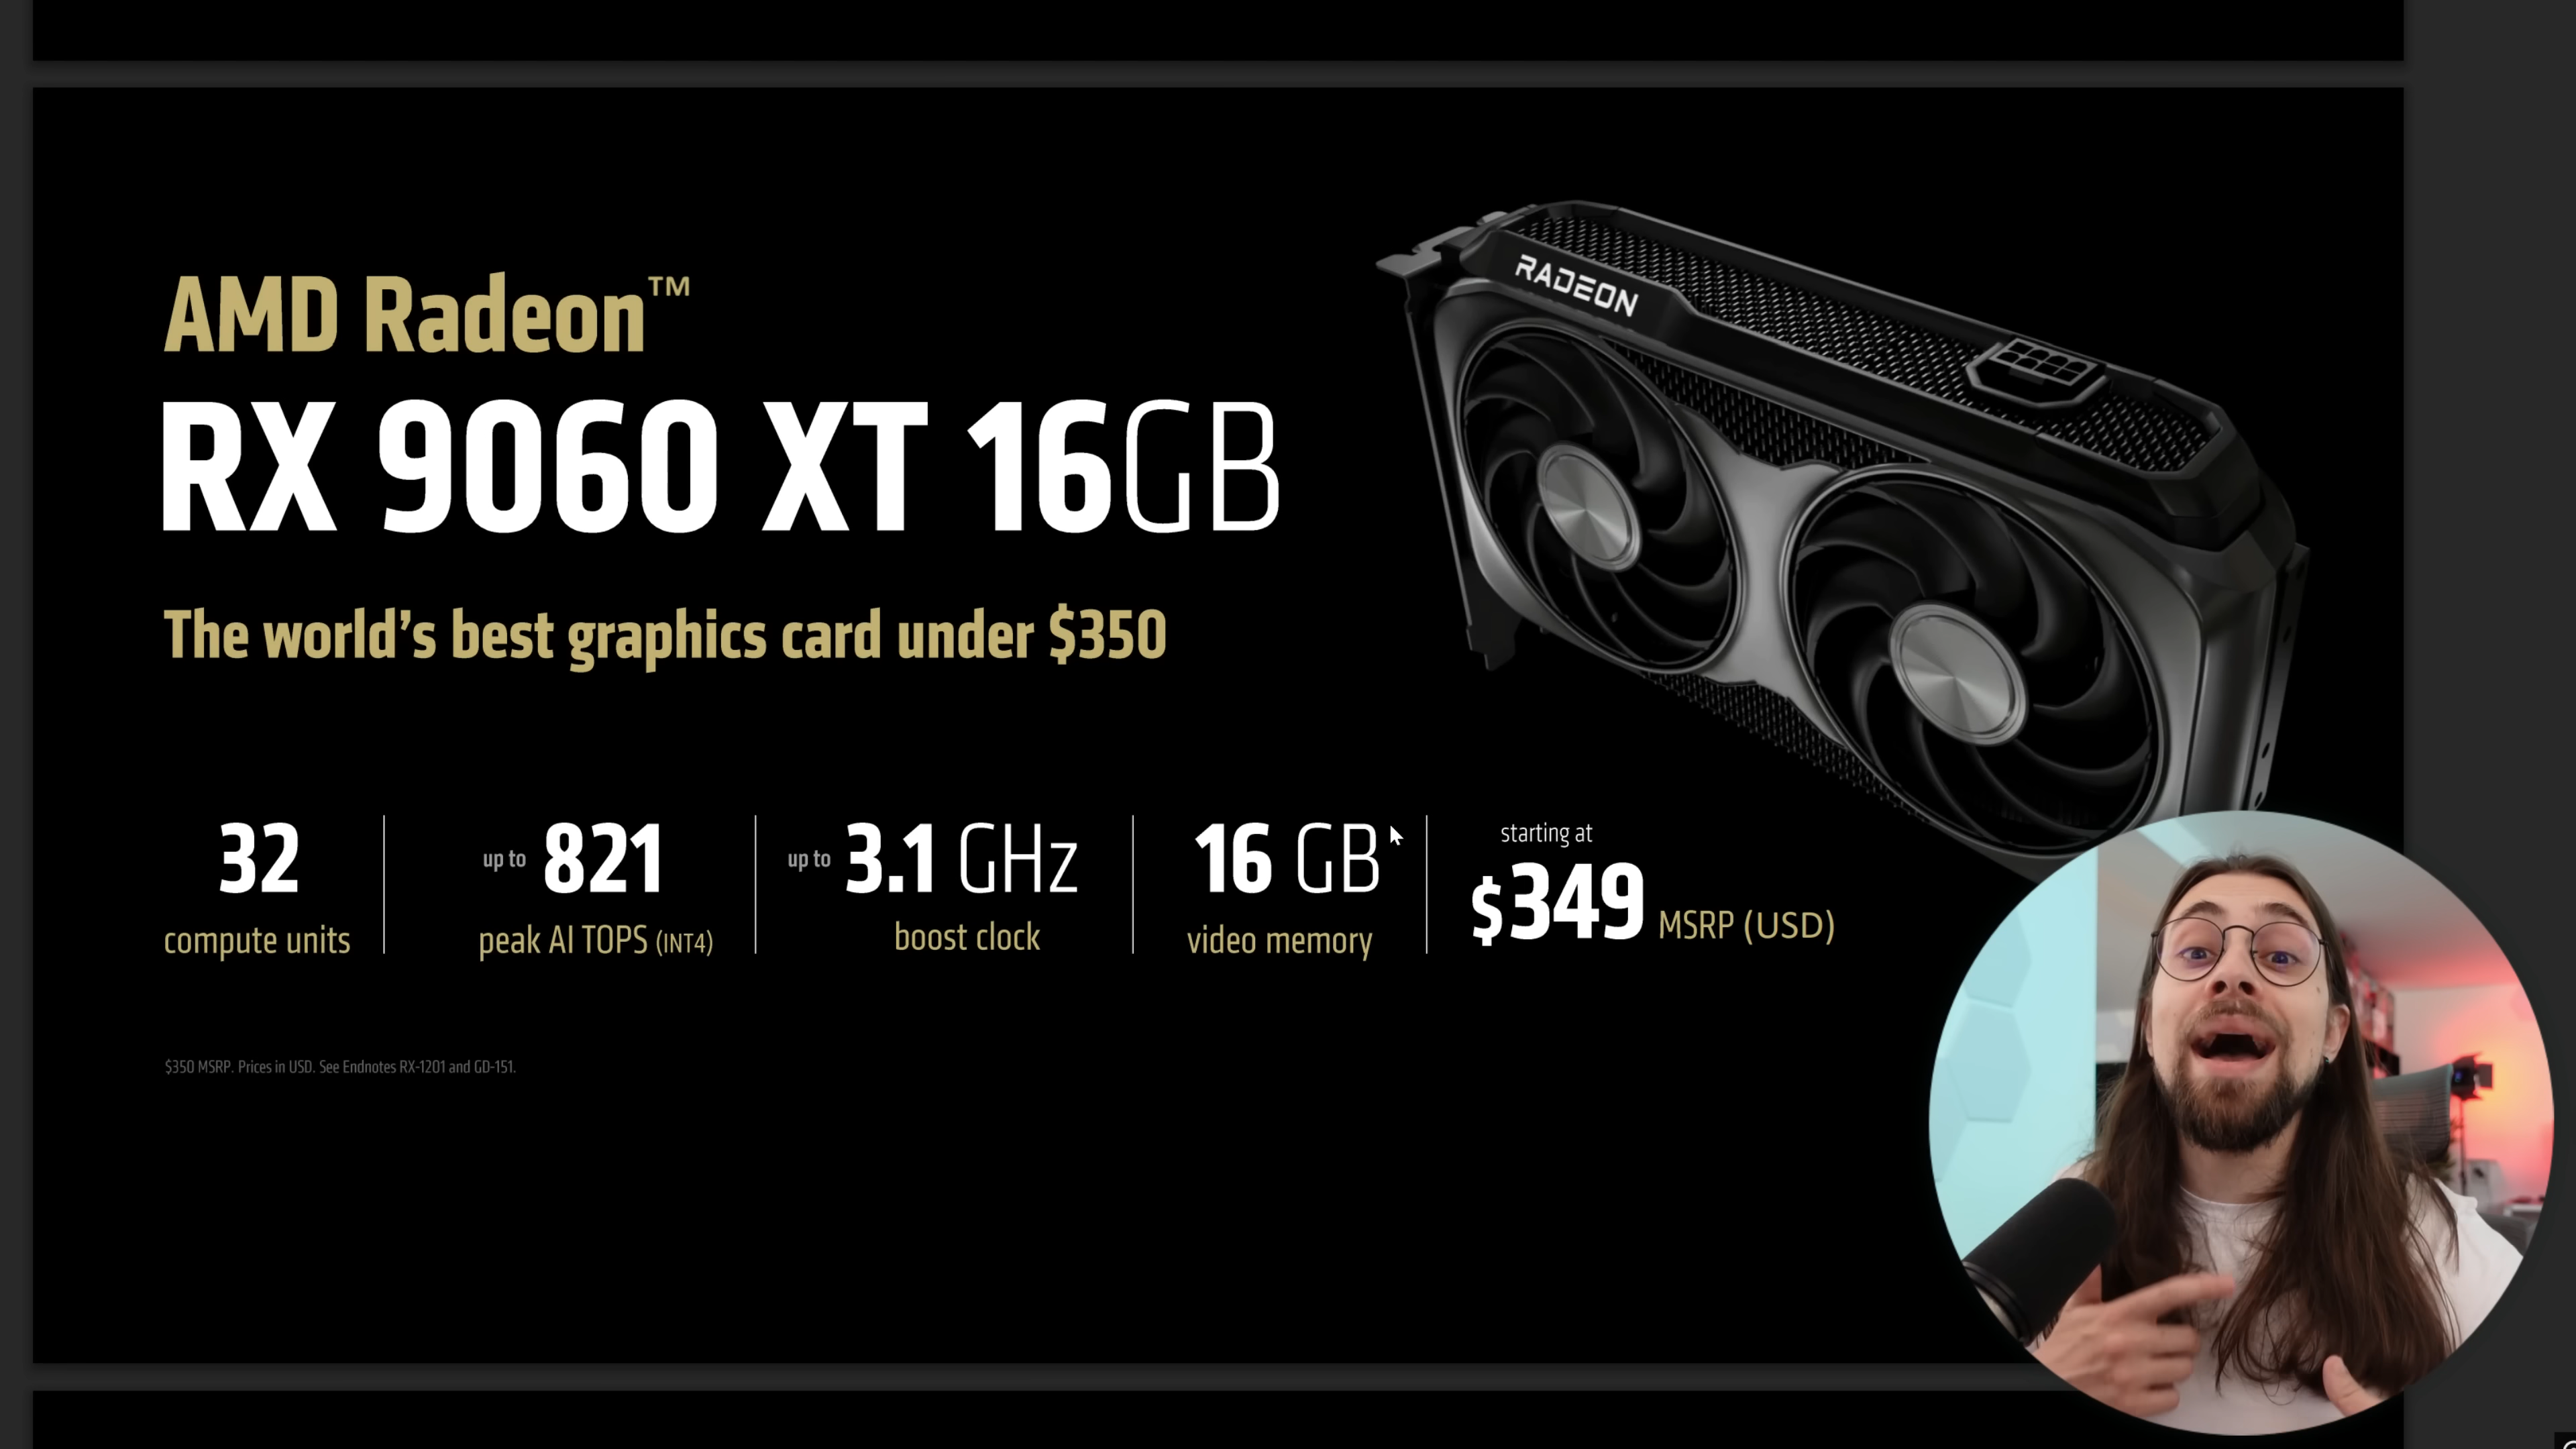 AMD Radeon™
RX 9060 XT 16GB
The world's best graphics card under $350
RADEON
32
compute units
up to 821
peak AI TOPS (INT4)
up to 3.1 GHz
boost clock
16 GB
video memory
starting at
$349 MSRP (USD)
$350 MSRP. Prices in USD. See Endnotes RX-1201 and GD-151.